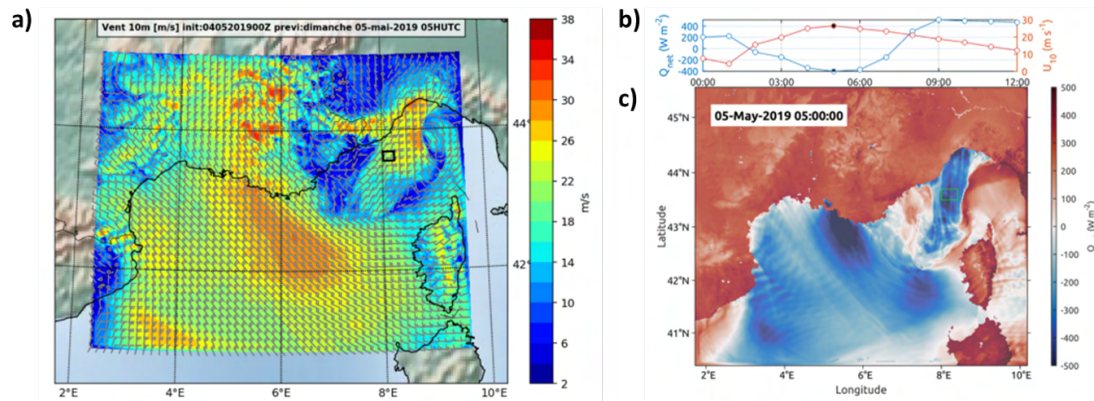 a)
Vent 10m [m/s] init:0405201900Z previ:dimanche 05-mai-2019 05HUTC
38
34
30
26
22
18
14
10
6
2
m/s
44°
42°
2°E
4°E
6°E
8°E
10°E
b)
Qnet (W m-2)
400
0
-400
30
20
10
0
U10 (m s-1)
00:00
03:00
06:00
09:00
12:00
c)
05-May-2019 05:00:00
45°N
44°N
43°N
42°N
41°N
Latitude
2°E
4°E
6°E
8°E
10°E
Longitude
500
400
300
200
100
0
-100
-200
-300
-400
-500
(W m-2)